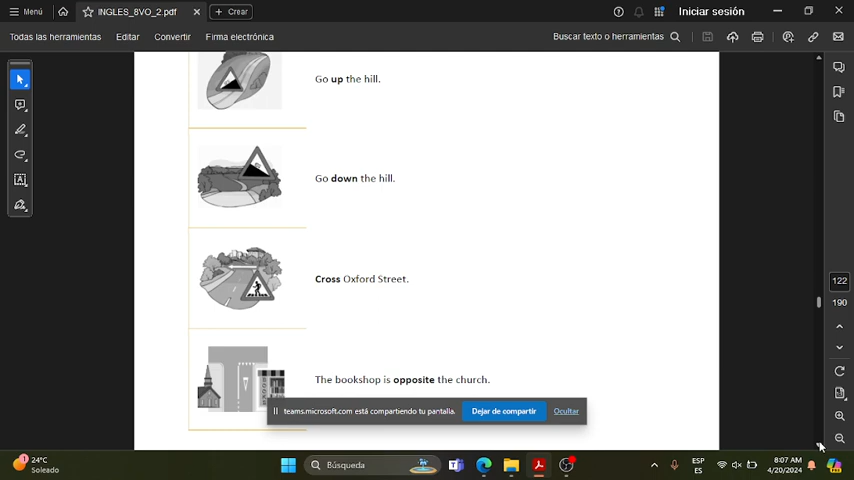 Menú
INGLES_8VO_2.pdf
Crear
Iniciar sesión
Todas las herramientas
Editar
Convertir
Firma electrónica
Buscar texto o herramientas
Go up the hill.
Go down the hill.
Cross Oxford Street.
122
190
The bookshop is opposite the church.
teams.microsoft.com está compartiendo tu pantalla.
Dejar de compartir
Ocultar
24°C
Soleado
Búsqueda
ESP
ES
8:07 AM
4/20/2024